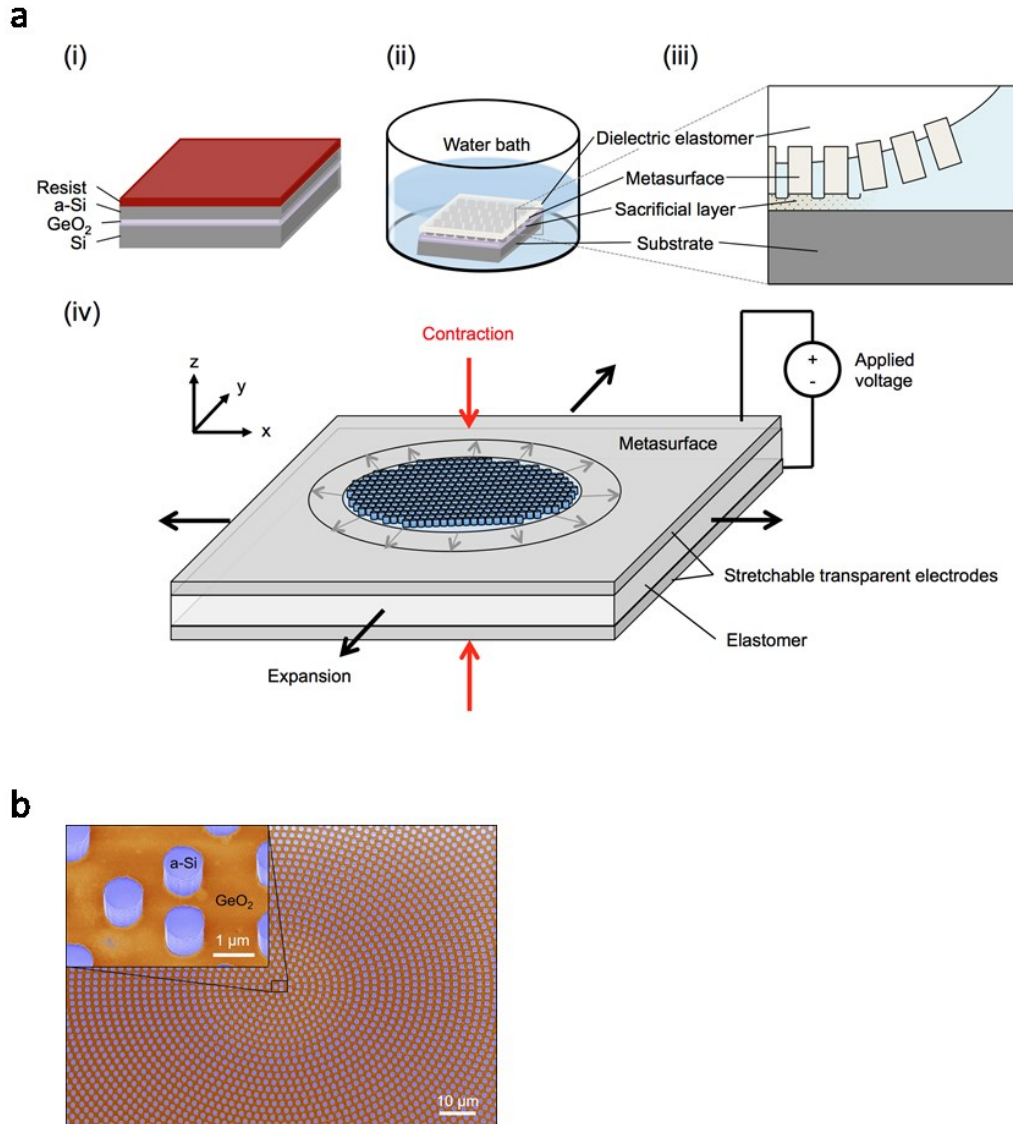 a
(i)
(ii)
(iii)
Resist
a-Si
GeO₂
Si
Water bath
Dielectric elastomer
Metasurface
Sacrificial layer
Substrate
(iv)
z
y
x
Contraction
Metasurface
+
-
Applied
voltage
Stretchable transparent electrodes
Elastomer
Expansion
b
a-Si
GeO₂
1 μm
10 μm